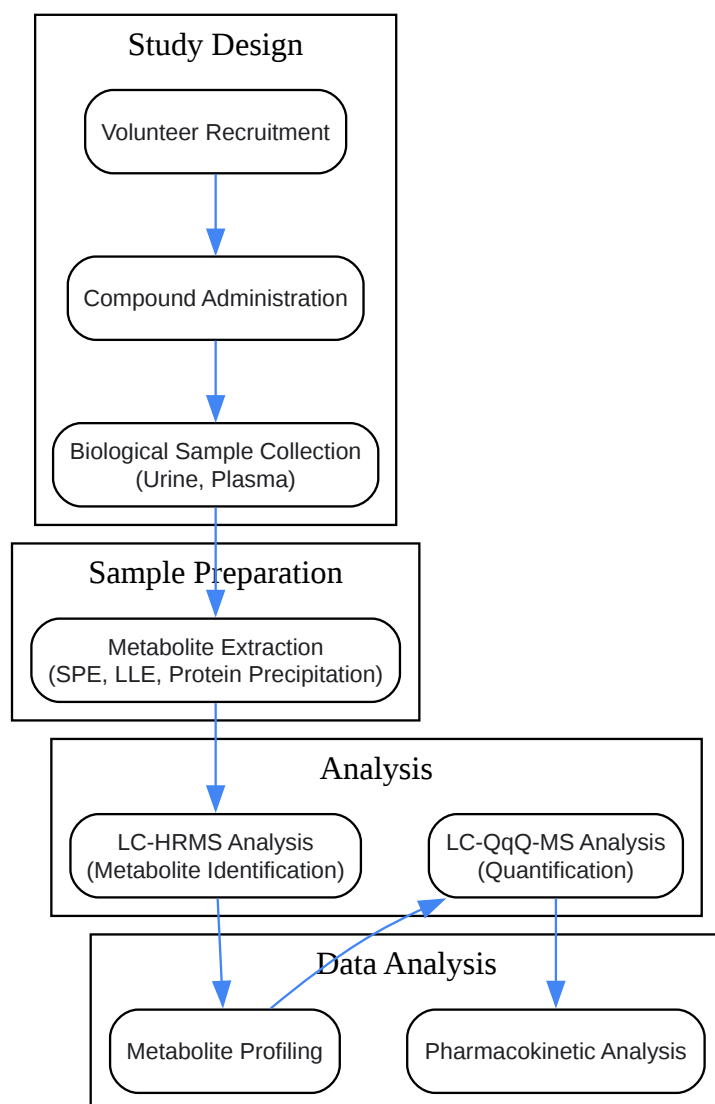 Study Design
Volunteer Recruitment
Compound Administration
Biological Sample Collection
(Urine, Plasma)
Sample Preparation
Metabolite Extraction
(SPE, LLE, Protein Precipitation)
Analysis
LC-HRMS Analysis
(Metabolite Identification)
LC-QqQ-MS Analysis
(Quantification)
Data Analysis
Metabolite Profiling
Pharmacokinetic Analysis